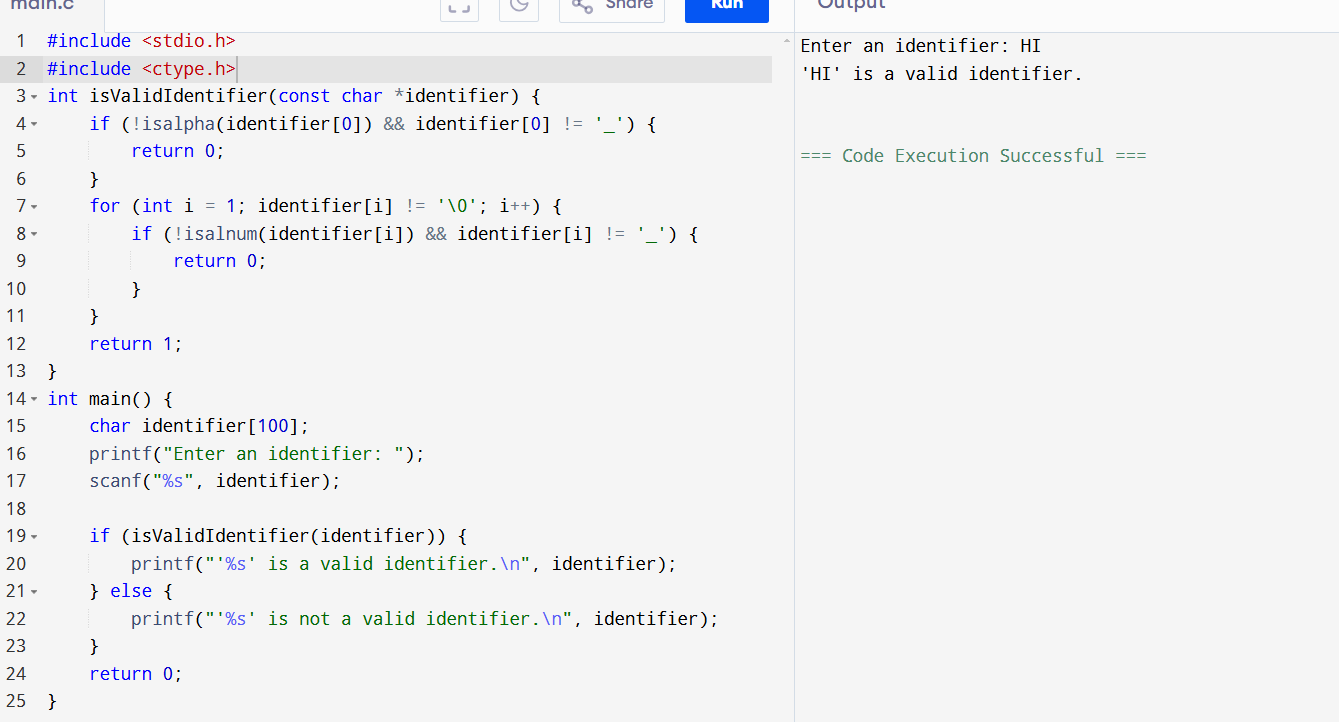 main.c
Share
Run
Output
1 #include <stdio.h>
2 #include <ctype.h>
3 int isValidIdentifier(const char *identifier) {
4     if (!isalpha(identifier[0]) && identifier[0] != '_') {
5         return 0;
6     }
7     for (int i = 1; identifier[i] != '\0'; i++) {
8         if (!isalnum(identifier[i]) && identifier[i] != '_') {
9             return 0;
10         }
11     }
12     return 1;
13 }
14 int main() {
15     char identifier[100];
16     printf("Enter an identifier: ");
17     scanf("%s", identifier);
18
19     if (isValidIdentifier(identifier)) {
20         printf("'%s' is a valid identifier.\n", identifier);
21     } else {
22         printf("'%s' is not a valid identifier.\n", identifier);
23     }
24     return 0;
25 }
Enter an identifier: HI
'HI' is a valid identifier.
=== Code Execution Successful ===